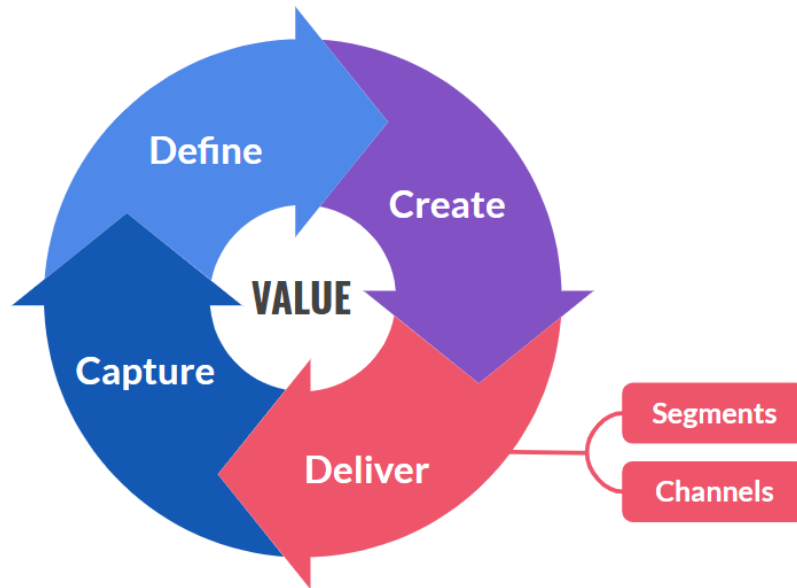 Define
Create
VALUE
Capture
Deliver
Segments
Channels